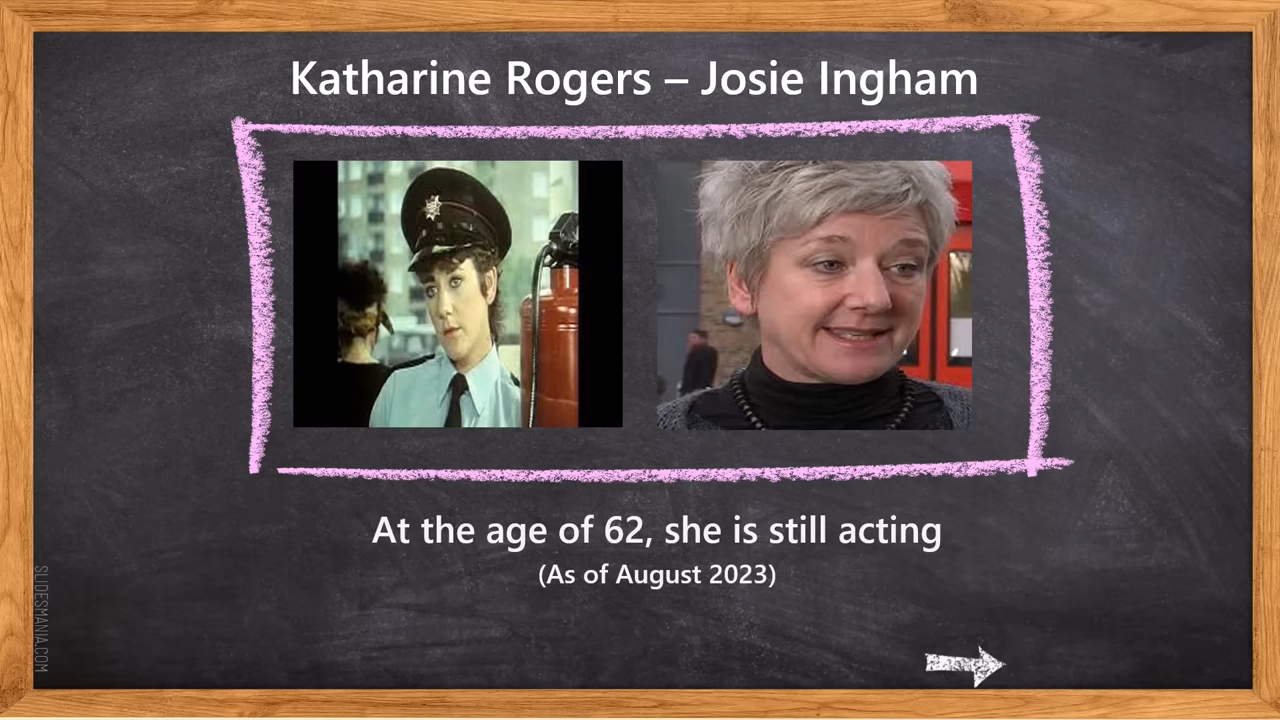 Katharine Rogers – Josie Ingham
At the age of 62, she is still acting
(As of August 2023)
SLIDESMANIA.COM